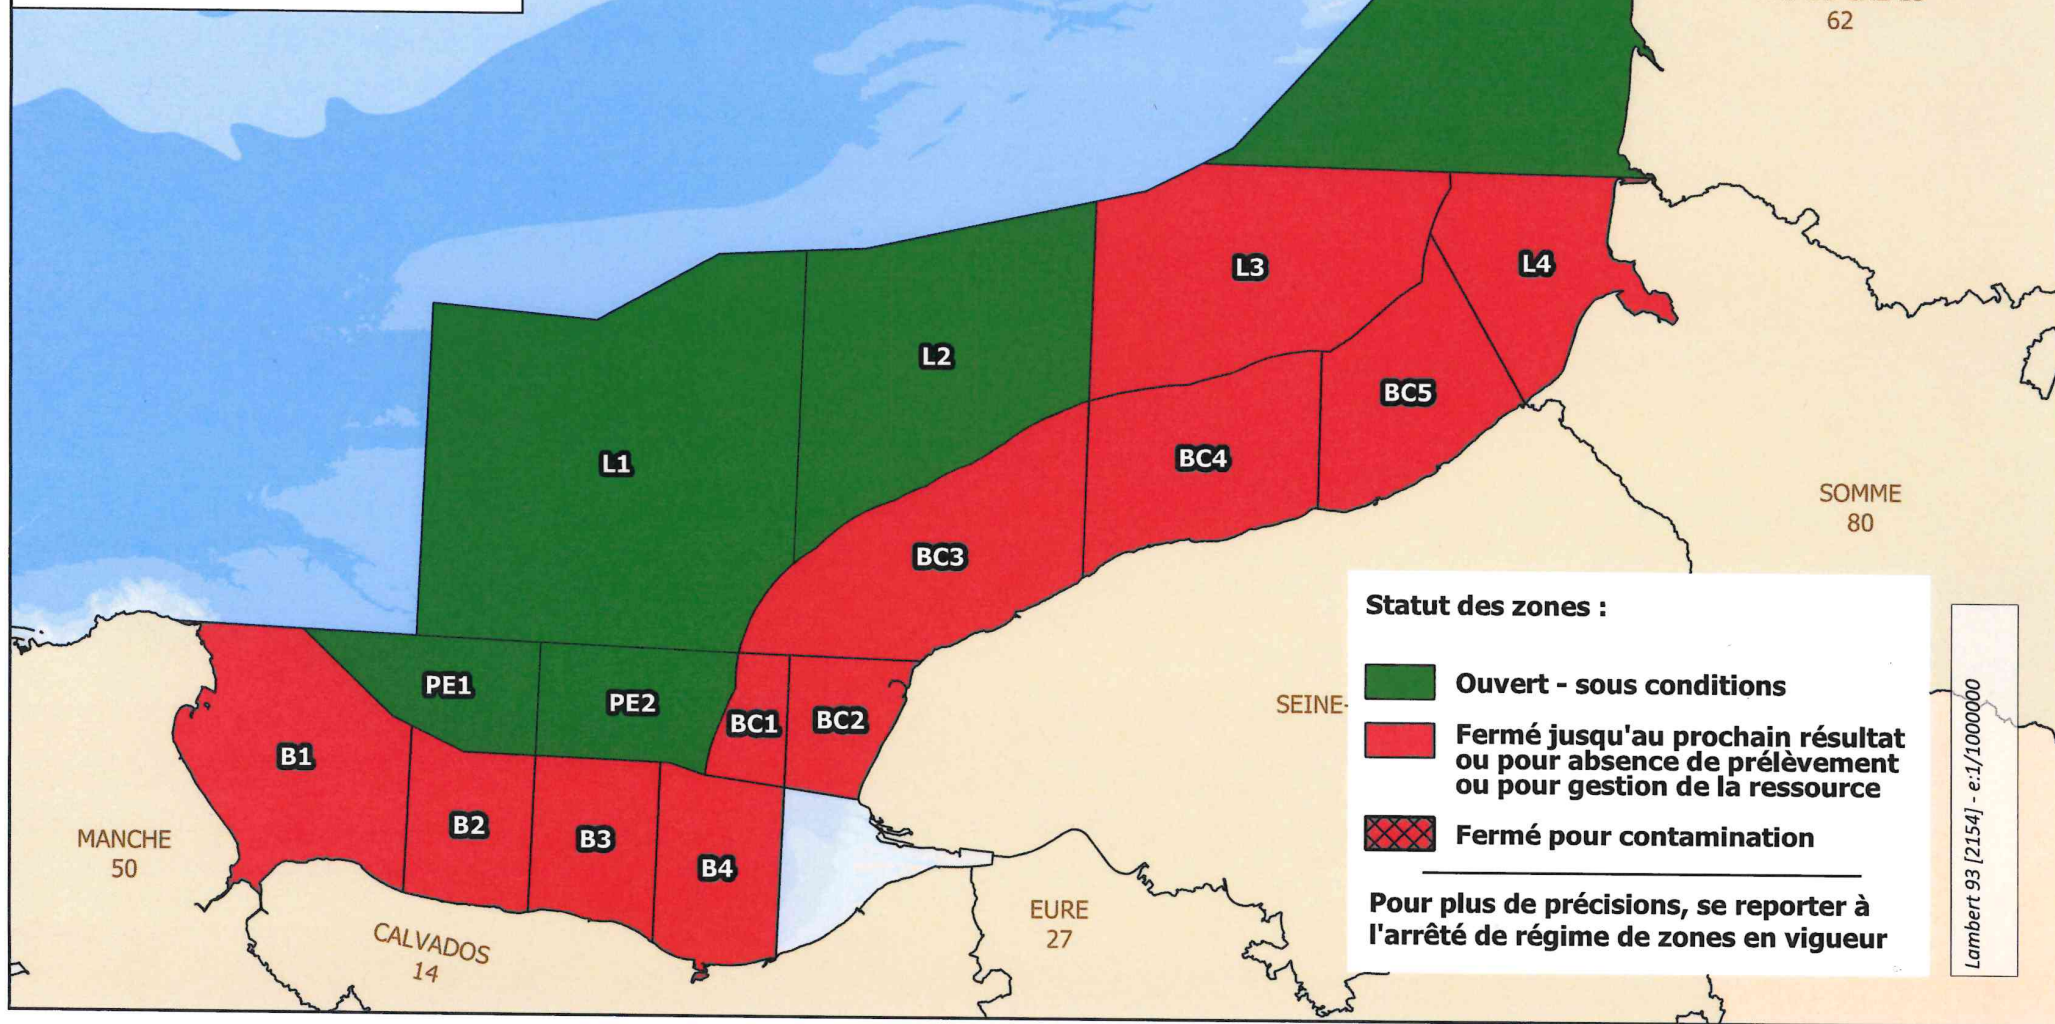 62
L3
L4
L2
BC5
L1
BC4
SOMME
80
BC3
Statut des zones :
Ouvert - sous conditions
Fermé jusqu'au prochain résultat
ou pour absence de prélèvement
ou pour gestion de la ressource
Fermé pour contamination
Pour plus de précisions, se reporter à
l'arrêté de régime de zones en vigueur
Lambert 93 [2154] - e:1/1000000
PE1
PE2
BC1
BC2
SEINE-
B1
B2
B3
B4
MANCHE
50
CALVADOS
14
EURE
27